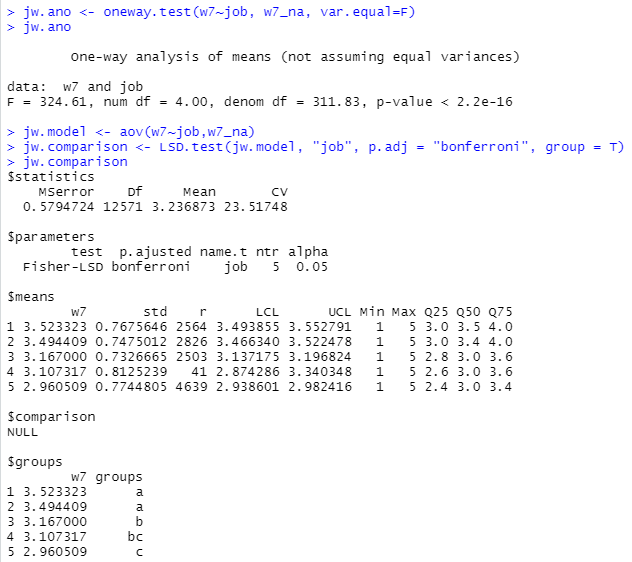 > jw.ano <- oneway.test(w7~job, w7_na, var.equal=F)
> jw.ano
One-way analysis of means (not assuming equal variances)
data:  w7 and job
F = 324.61, num df = 4.00, denom df = 311.83, p-value < 2.2e-16
> jw.model <- aov(w7~job,w7_na)
> jw.comparison <- LSD.test(jw.model, "job", p.adj = "bonferroni", group = T)
> jw.comparison
$statistics
    MSerror    Df     Mean       CV
  0.5794724 12571 3.236873 23.51748
$parameters
        test  p.ajusted name.t ntr alpha
  Fisher-LSD bonferroni    job   5  0.05
$means
        w7       std    r      LCL      UCL Min Max Q25 Q50 Q75
1 3.523323 0.7675646 2564 3.493855 3.552791   1   5 3.0 3.5 4.0
2 3.494409 0.7475012 2826 3.466340 3.522478   1   5 3.0 3.4 4.0
3 3.167000 0.7326665 2503 3.137175 3.196824   1   5 2.8 3.0 3.6
4 3.107317 0.8125239   41 2.874286 3.340348   1   5 2.6 3.0 3.6
5 2.960509 0.7744805 4639 2.938601 2.982416   1   5 2.4 3.0 3.4
$comparison
NULL
$groups
        w7 groups
1 3.523323      a
2 3.494409      a
3 3.167000      b
4 3.107317     bc
5 2.960509      c